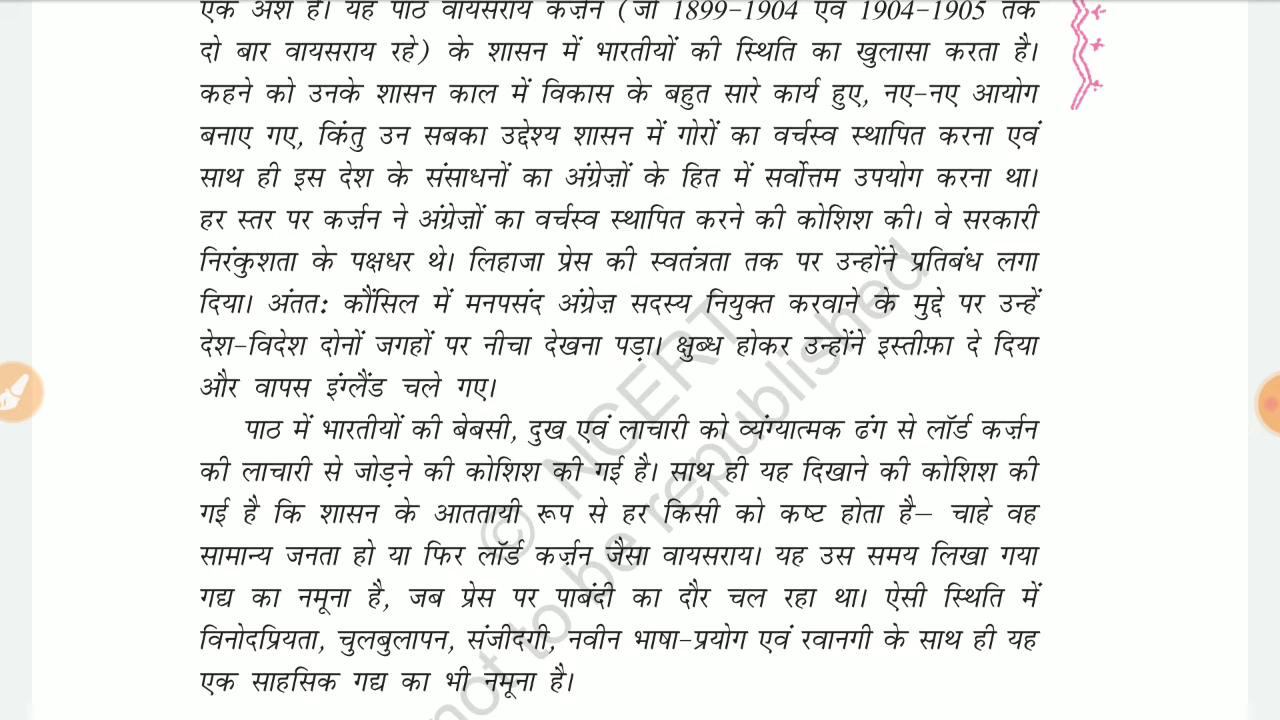 एक अंश है। यह पाठ वायसराय कर्ज़न (जो 1899-1904 एवं 1904-1905 तक
दो बार वायसराय रहे) के शासन में भारतीयों की स्थिति का खुलासा करता है।
कहने को उनके शासन काल में विकास के बहुत सारे कार्य हुए, नए-नए आयोग
बनाए गए, किंतु उन सबका उद्देश्य शासन में गोरों का वर्चस्व स्थापित करना एवं
साथ ही इस देश के संसाधनों का अंग्रेज़ों के हित में सर्वोत्तम उपयोग करना था।
हर स्तर पर कर्ज़न ने अंग्रेज़ों का वर्चस्व स्थापित करने की कोशिश की। वे सरकारी
निरंकुशता के पक्षधर थे। लिहाजा प्रेस की स्वतंत्रता तक पर उन्होंने प्रतिबंध लगा
दिया। अंततः कौंसिल में मनपसंद अंग्रेज़ सदस्य नियुक्त करवाने के मुद्दे पर उन्हें
देश-विदेश दोनों जगहों पर नीचा देखना पड़ा। क्षुब्ध होकर उन्होंने इस्तीफ़ा दे दिया
और वापस इंग्लैंड चले गए।
पाठ में भारतीयों की बेबसी, दुख एवं लाचारी को व्यंग्यात्मक ढंग से लॉर्ड कर्ज़न
की लाचारी से जोड़ने की कोशिश की गई है। साथ ही यह दिखाने की कोशिश की
गई है कि शासन के आततायी रूप से हर किसी को कष्ट होता है– चाहे वह
सामान्य जनता हो या फिर लॉर्ड कर्ज़न जैसा वायसराय। यह उस समय लिखा गया
गद्य का नमूना है, जब प्रेस पर पाबंदी का दौर चल रहा था। ऐसी स्थिति में
विनोदप्रियता, चुलबुलापन, संजीदगी, नवीन भाषा-प्रयोग एवं रवानगी के साथ ही यह
एक साहसिक गद्य का भी नमूना है।
© NCERT
not to be republished